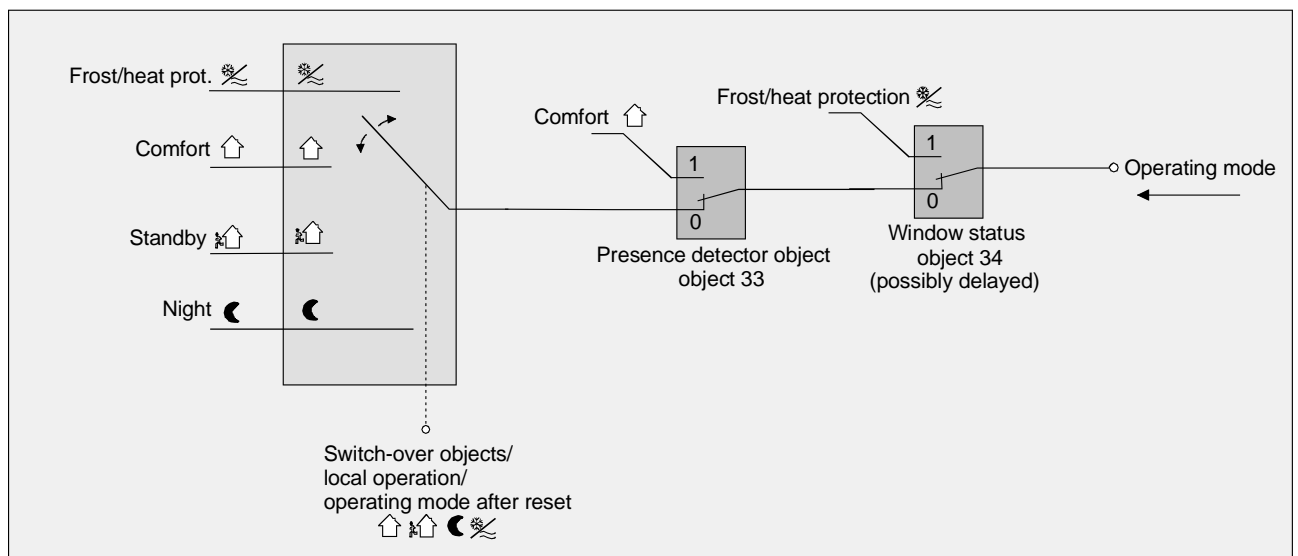 Frost/heat prot.
Comfort
Standby
Night
Switch-over objects/
local operation/
operating mode after reset
Comfort
1
0
Presence detector object
object 33
Frost/heat protection
1
0
Window status
object 34
(possibly delayed)
Operating mode